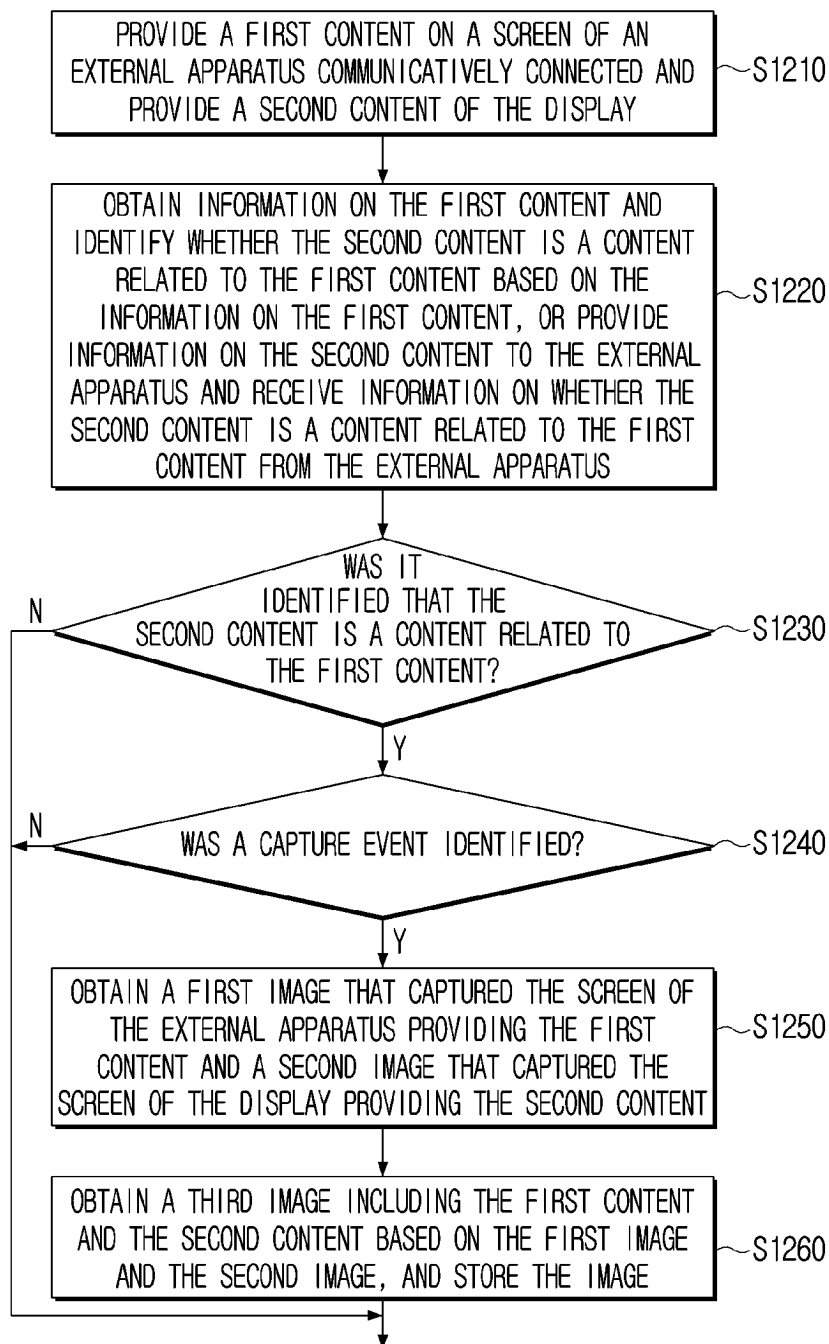 PROVIDE A FIRST CONTENT ON A SCREEN OF AN
EXTERNAL APPARATUS COMMUNICATIVELY CONNECTED AND
PROVIDE A SECOND CONTENT OF THE DISPLAY
S1210
OBTAIN INFORMATION ON THE FIRST CONTENT AND
IDENTIFY WHETHER THE SECOND CONTENT IS A CONTENT
RELATED TO THE FIRST CONTENT BASED ON THE
INFORMATION ON THE FIRST CONTENT, OR PROVIDE
INFORMATION ON THE SECOND CONTENT TO THE EXTERNAL
APPARATUS AND RECEIVE INFORMATION ON WHETHER THE
SECOND CONTENT IS A CONTENT RELATED TO THE FIRST
CONTENT FROM THE EXTERNAL APPARATUS
S1220
WAS IT
IDENTIFIED THAT THE
SECOND CONTENT IS A CONTENT RELATED TO
THE FIRST CONTENT?
S1230
N
Y
WAS A CAPTURE EVENT IDENTIFIED?
S1240
N
Y
OBTAIN A FIRST IMAGE THAT CAPTURED THE SCREEN OF
THE EXTERNAL APPARATUS PROVIDING THE FIRST
CONTENT AND A SECOND IMAGE THAT CAPTURED THE
SCREEN OF THE DISPLAY PROVIDING THE SECOND CONTENT
S1250
OBTAIN A THIRD IMAGE INCLUDING THE FIRST CONTENT
AND THE SECOND CONTENT BASED ON THE FIRST IMAGE
AND THE SECOND IMAGE, AND STORE THE IMAGE
S1260